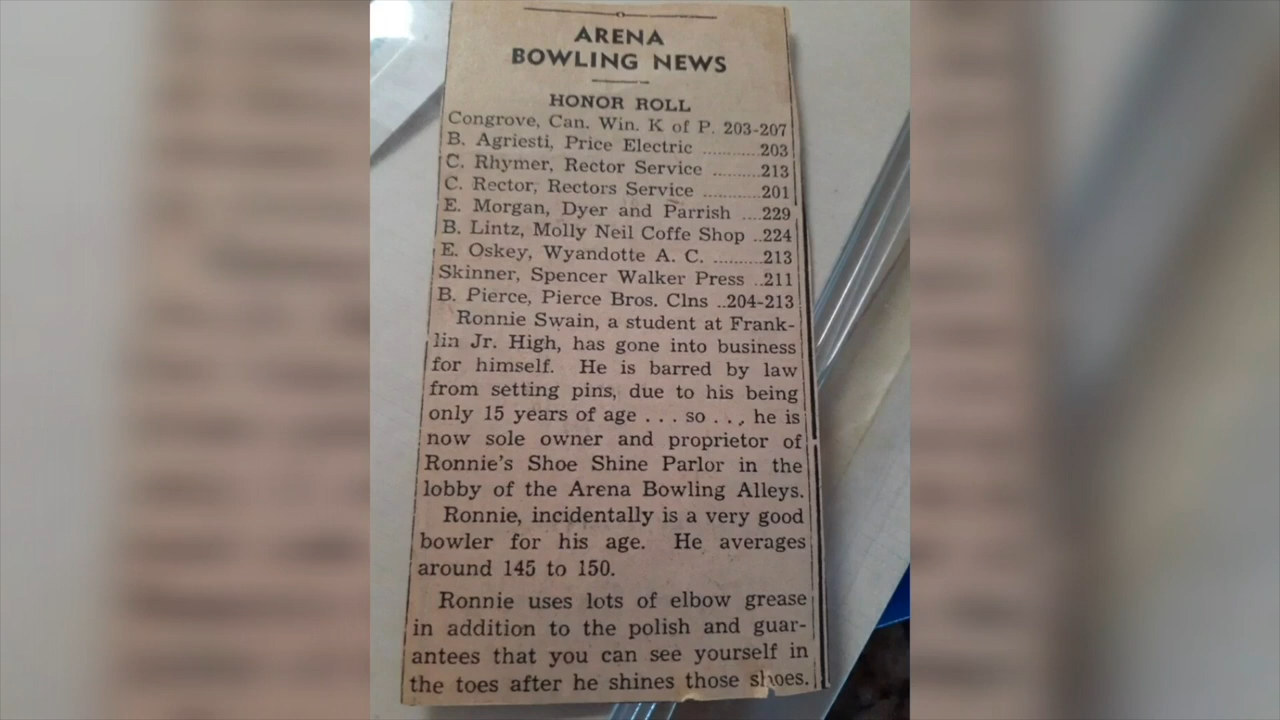 ARENA
BOWLING NEWS
HONOR ROLL
Congrove, Can. Win. K of P. 203-207
B. Agriesti, Price Electric ...........203
C. Rhymer, Rector Service ..........213
C. Rector, Rectors Service ...........201
E. Morgan, Dyer and Parrish ....229
B. Lintz, Molly Neil Coffe Shop ..224
E. Oskey, Wyandotte A. C. ..........213
Skinner, Spencer Walker Press ..211
B. Pierce, Pierce Bros. Clns ..204-213
Ronnie Swain, a student at Frank-
lin Jr. High, has gone into business
for himself. He is barred by law
from setting pins, due to his being
only 15 years of age . . . so . . , he is
now sole owner and proprietor of
Ronnie's Shoe Shine Parlor in the
lobby of the Arena Bowling Alleys.
Ronnie, incidentally is a very good
bowler for his age. He averages
around 145 to 150.
Ronnie uses lots of elbow grease
in addition to the polish and guar-
antees that you can see yourself in
the toes after he shines those shoes.